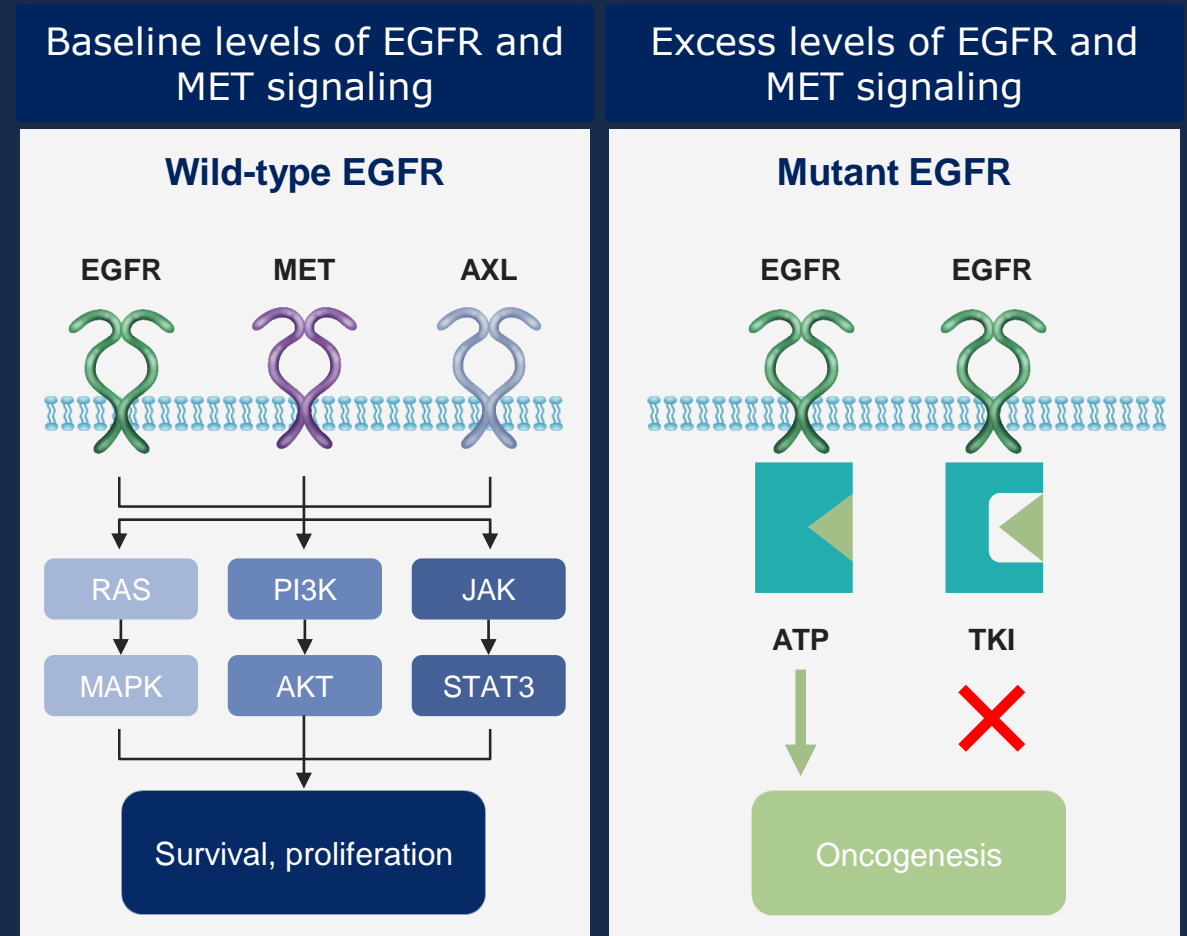 Baseline levels of EGFR and
MET signaling
Wild-type EGFR
EGFR
MET
AXL
RAS
PI3K
JAK
MAPK
AKT
STAT3
Survival, proliferation
Excess levels of EGFR and
MET signaling
Mutant EGFR
EGFR
EGFR
ATP
TKI
Oncogenesis